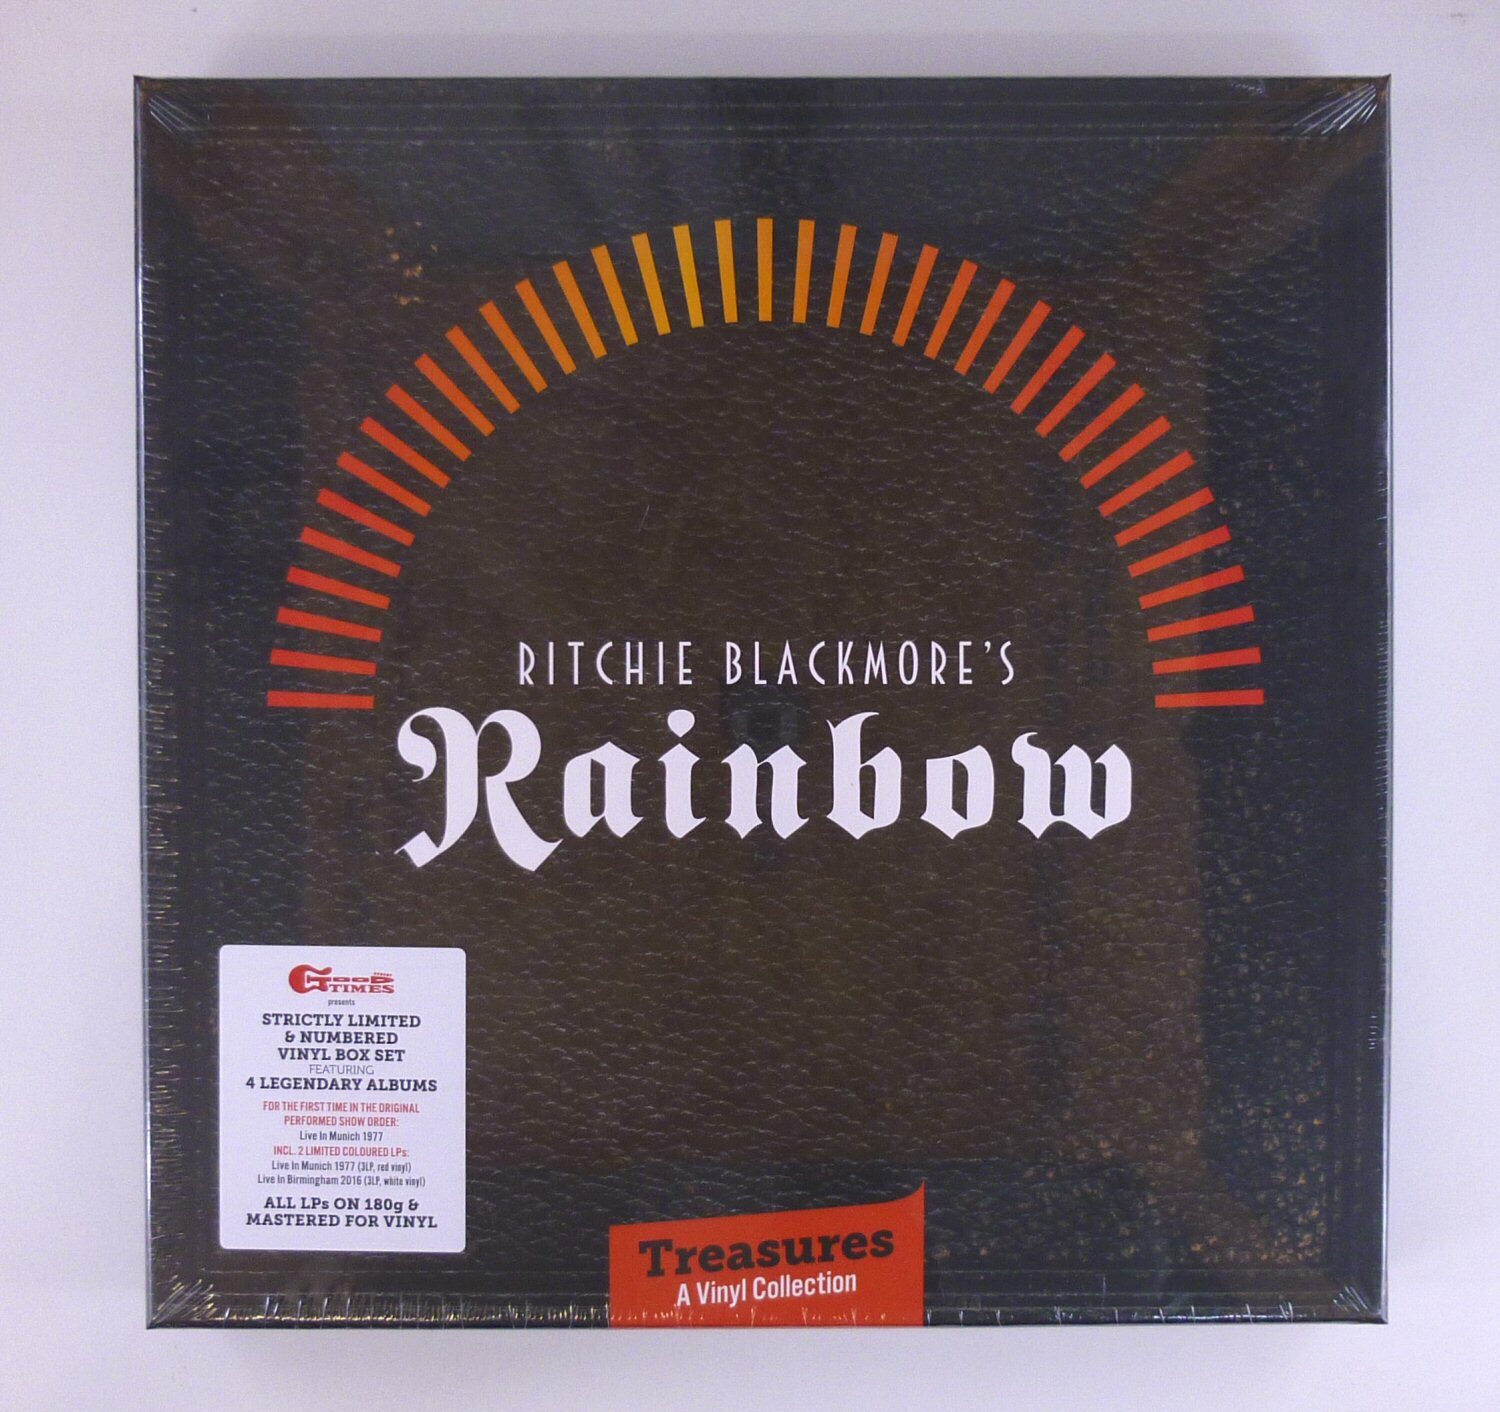 RITCHIE BLACKMORE'S
Rainbow
GOOD
TIMES
presents
STRICTLY LIMITED
& NUMBERED
VINYL BOX SET
FEATURING
4 LEGENDARY ALBUMS
FOR THE FIRST TIME IN THE ORIGINAL
PERFORMED SHOW ORDER:
Live In Munich 1977
INCL. 2 LIMITED COLOURED LPs:
Live In Munich 1977 (3LP, red vinyl)
Live In Birmingham 2016 (3LP, white vinyl)
ALL LPs ON 180g &
MASTERED FOR VINYL
Treasures
A Vinyl Collection